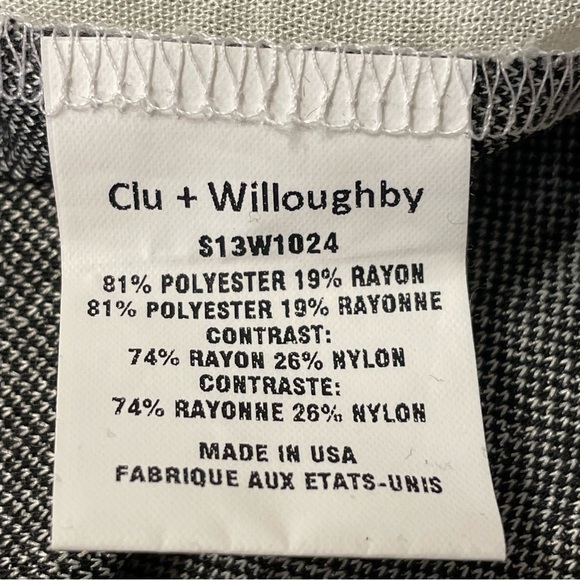 Clu + Willoughby
S13W1024
81% POLYESTER 19% RAYON
81% POLYESTER 19% RAYONNE
CONTRAST:
74% RAYON 26% NYLON
CONTRASTE:
74% RAYONNE 26% NYLON
MADE IN USA
FABRIQUE AUX ETATS-UNIS